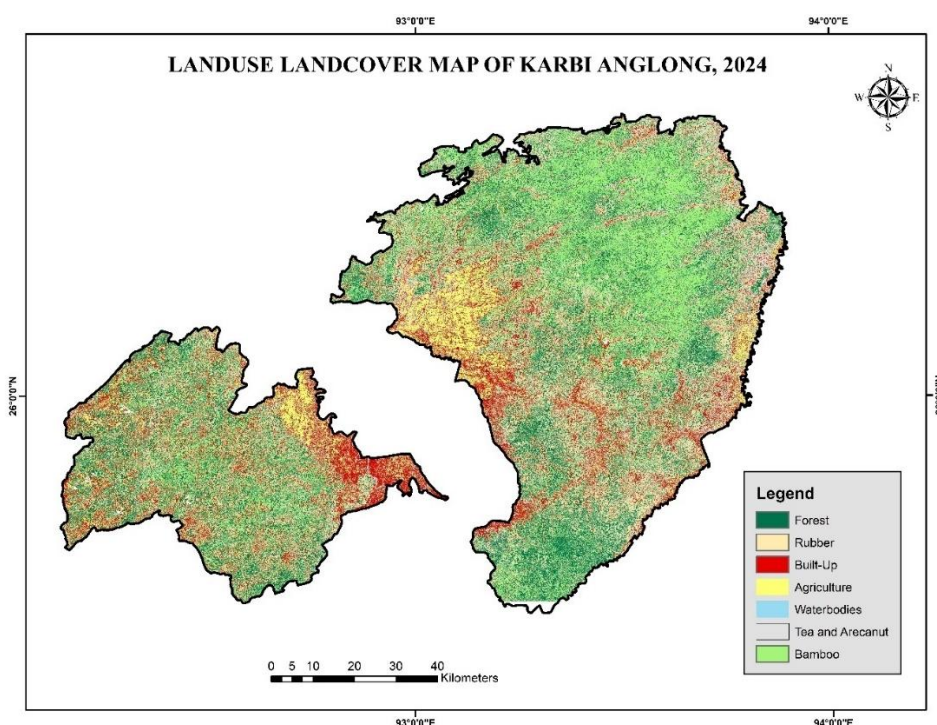 93°0'0"E 94°0'0"E
LANDUSE LANDCOVER MAP OF KARBI ANGLONG, 2024
N
W E
S
26°0'0"N
Legend
Forest
Rubber
Built-Up
Agriculture
Waterbodies
Tea and Arecanut
Bamboo
0 5 10 20 30 40
Kilometers
93°0'0"E 94°0'0"E